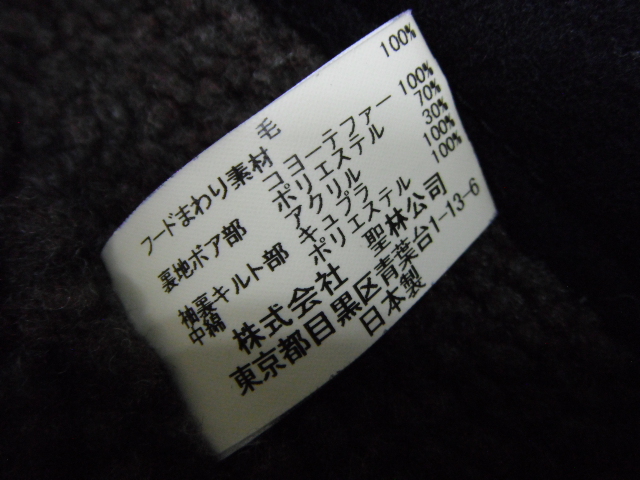 毛 100%
フードまわり素材 コヨーテファー 100%
裏地ボア部 ポリエステル 70%
アクリル 30%
袖裏キルト部 キュプラ 100%
中綿 ポリエステル 100%
株式会社 聖林公司
東京都目黒区青葉台1-13-6
日本製